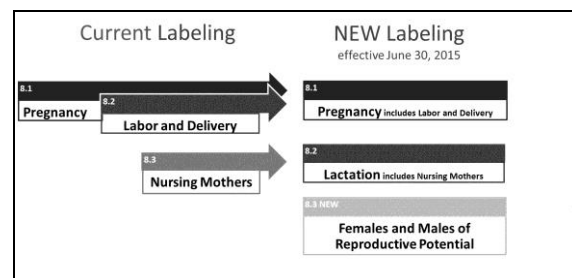 Current Labeling
NEW Labeling
effective June 30, 2015
8.1
Pregnancy
8.2
Labor and Delivery
8.3
Nursing Mothers
8.1
Pregnancy includes Labor and Delivery
8.2
Lactation includes Nursing Mothers
8.3 NEW
Females and Males of
Reproductive Potential